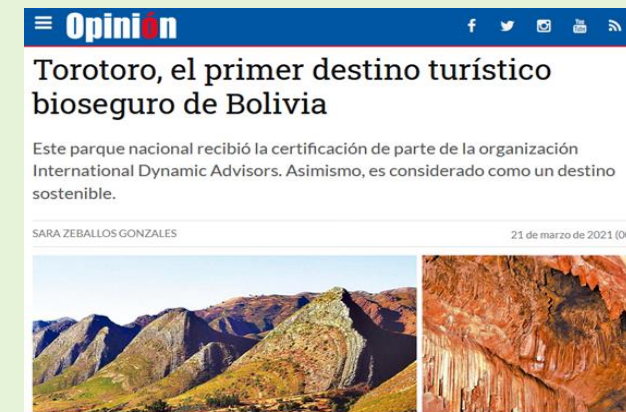 Opinión
Torotoro, el primer destino turístico
bioseguro de Bolivia
Este parque nacional recibió la certificación de parte de la organización
International Dynamic Advisors. Asimismo, es considerado como un destino
sostenible.
SARA ZEBALLOS GONZALES
21 de marzo de 2021 (0